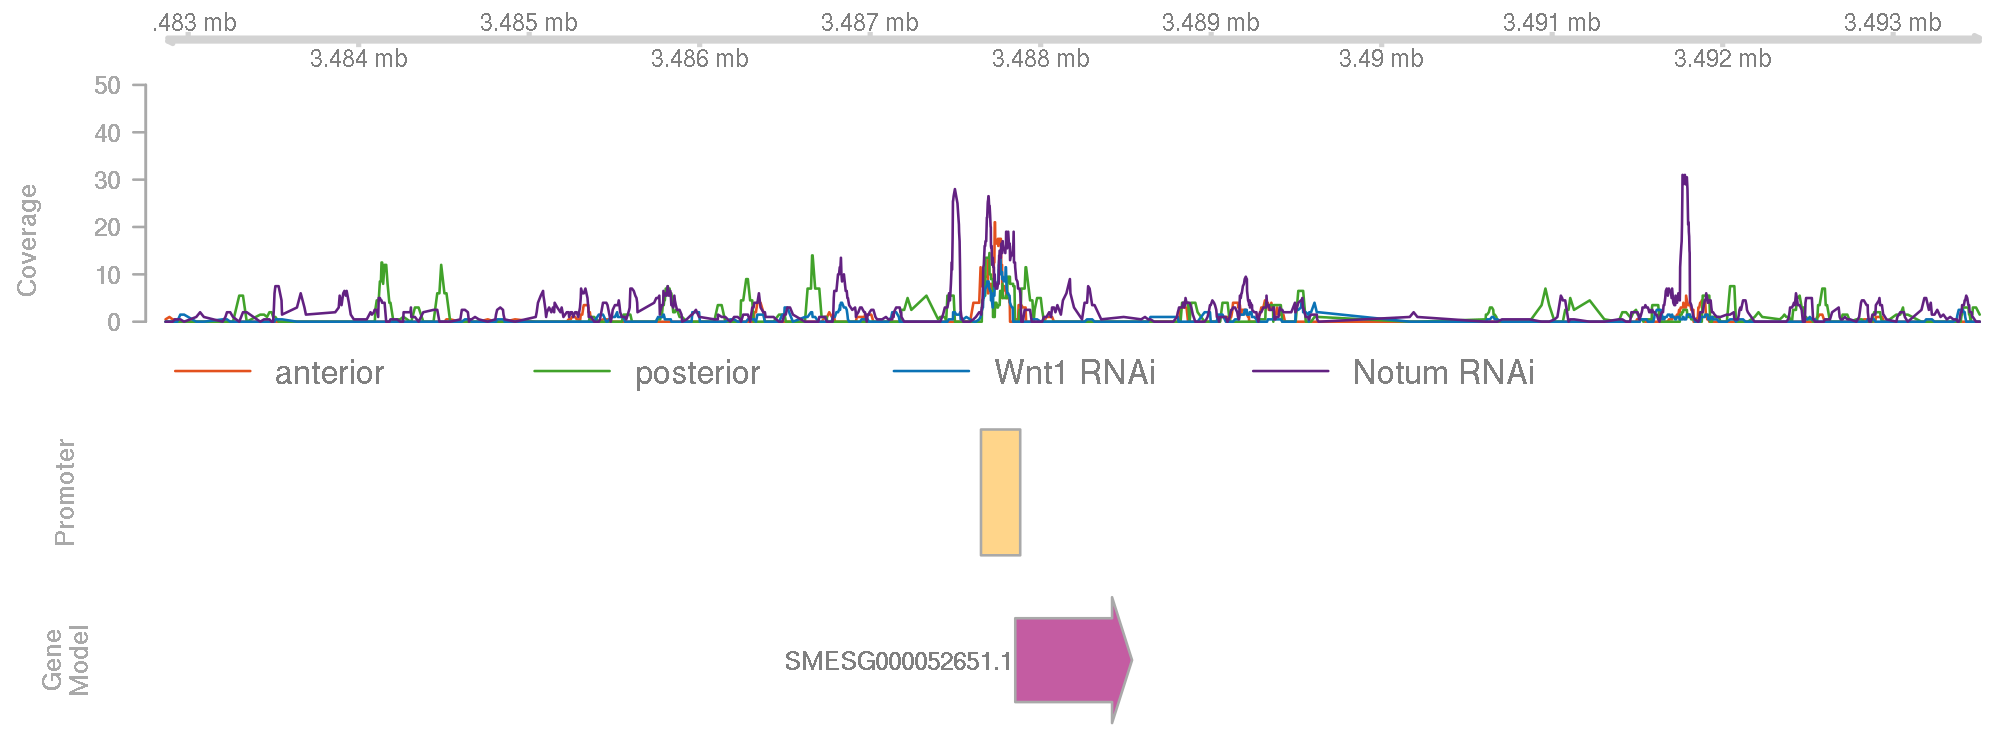 .483 mb 3.485 mb 3.487 mb 3.489 mb 3.491 mb 3.493 mb
3.484 mb 3.486 mb 3.488 mb 3.49 mb 3.492 mb
50
40
30
20
10
0
Coverage
anterior posterior Wnt1 RNAi Notum RNAi
Promoter
Gene
Model
SMESG000052651.1